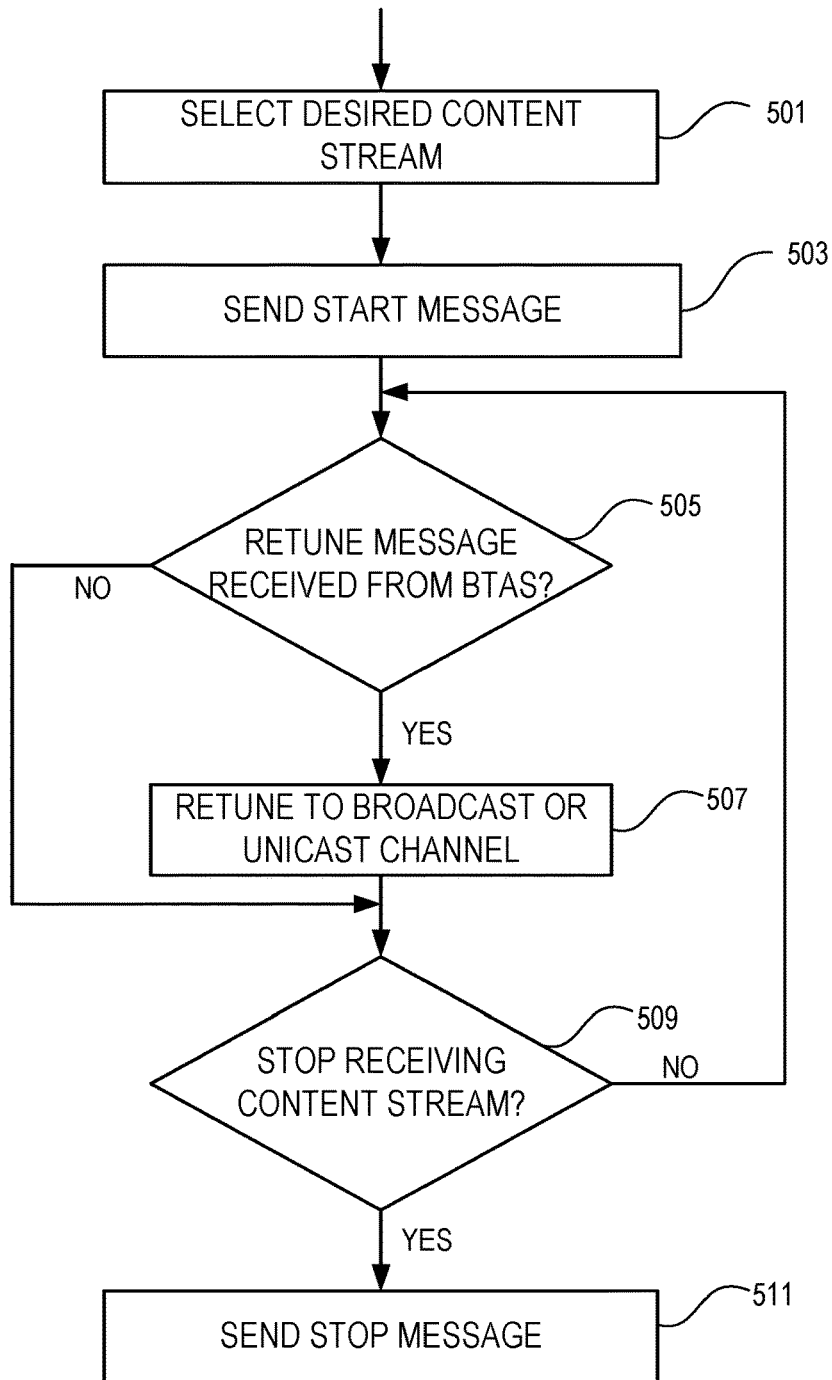 SELECT DESIRED CONTENT
STREAM
501
SEND START MESSAGE
503
RETUNE MESSAGE
RECEIVED FROM BTAS?
505
NO
YES
RETUNE TO BROADCAST OR
UNICAST CHANNEL
507
STOP RECEIVING
CONTENT STREAM?
509
NO
YES
SEND STOP MESSAGE
511